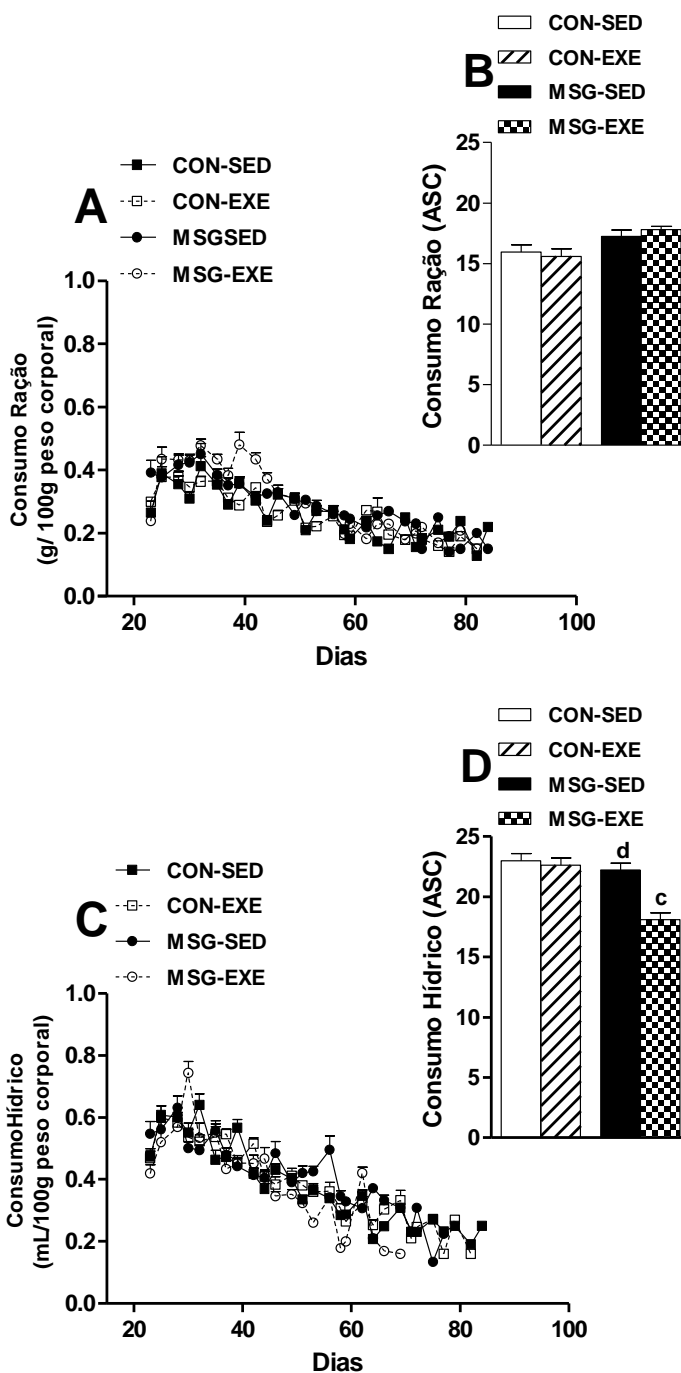 CON-SED
CON-EXE
MSG-SED
MSG-EXE
B
25
20
15
10
5
0
Consumo Ração (ASC)
A
CON-SED
CON-EXE
MSGSED
MSG-EXE
1.0
0.8
0.6
0.4
0.2
0.0
Consumo Ração
(g/ 100g peso corporal)
20 40 60 80 100
Dias
CON-SED
CON-EXE
MSG-SED
MSG-EXE
D
25
20
15
10
5
0
Consumo Hídrico (ASC)
d
c
C
CON-SED
CON-EXE
MSG-SED
MSG-EXE
1.0
0.8
0.6
0.4
0.2
0.0
ConsumoHídrico
(mL/100g peso corporal)
20 40 60 80 100
Dias